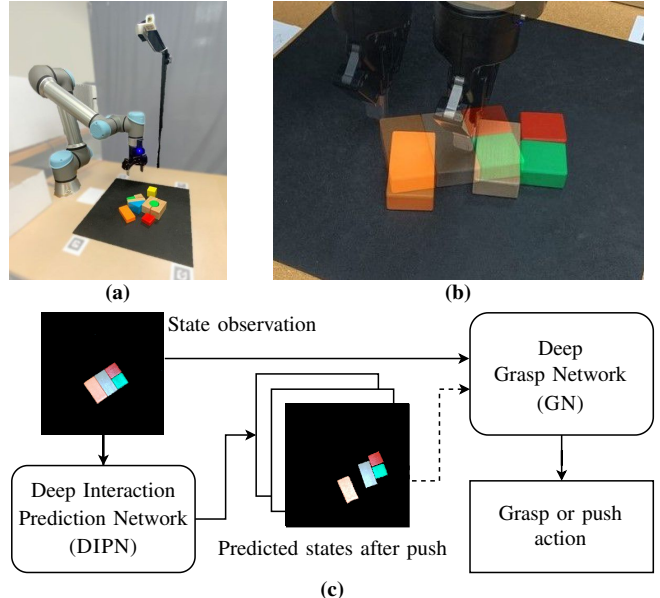 (a)
(b)
State observation
Deep
Grasp Network
(GN)
Deep Interaction
Prediction Network
(DIPN)
Predicted states after push
Grasp or push
action
(c)